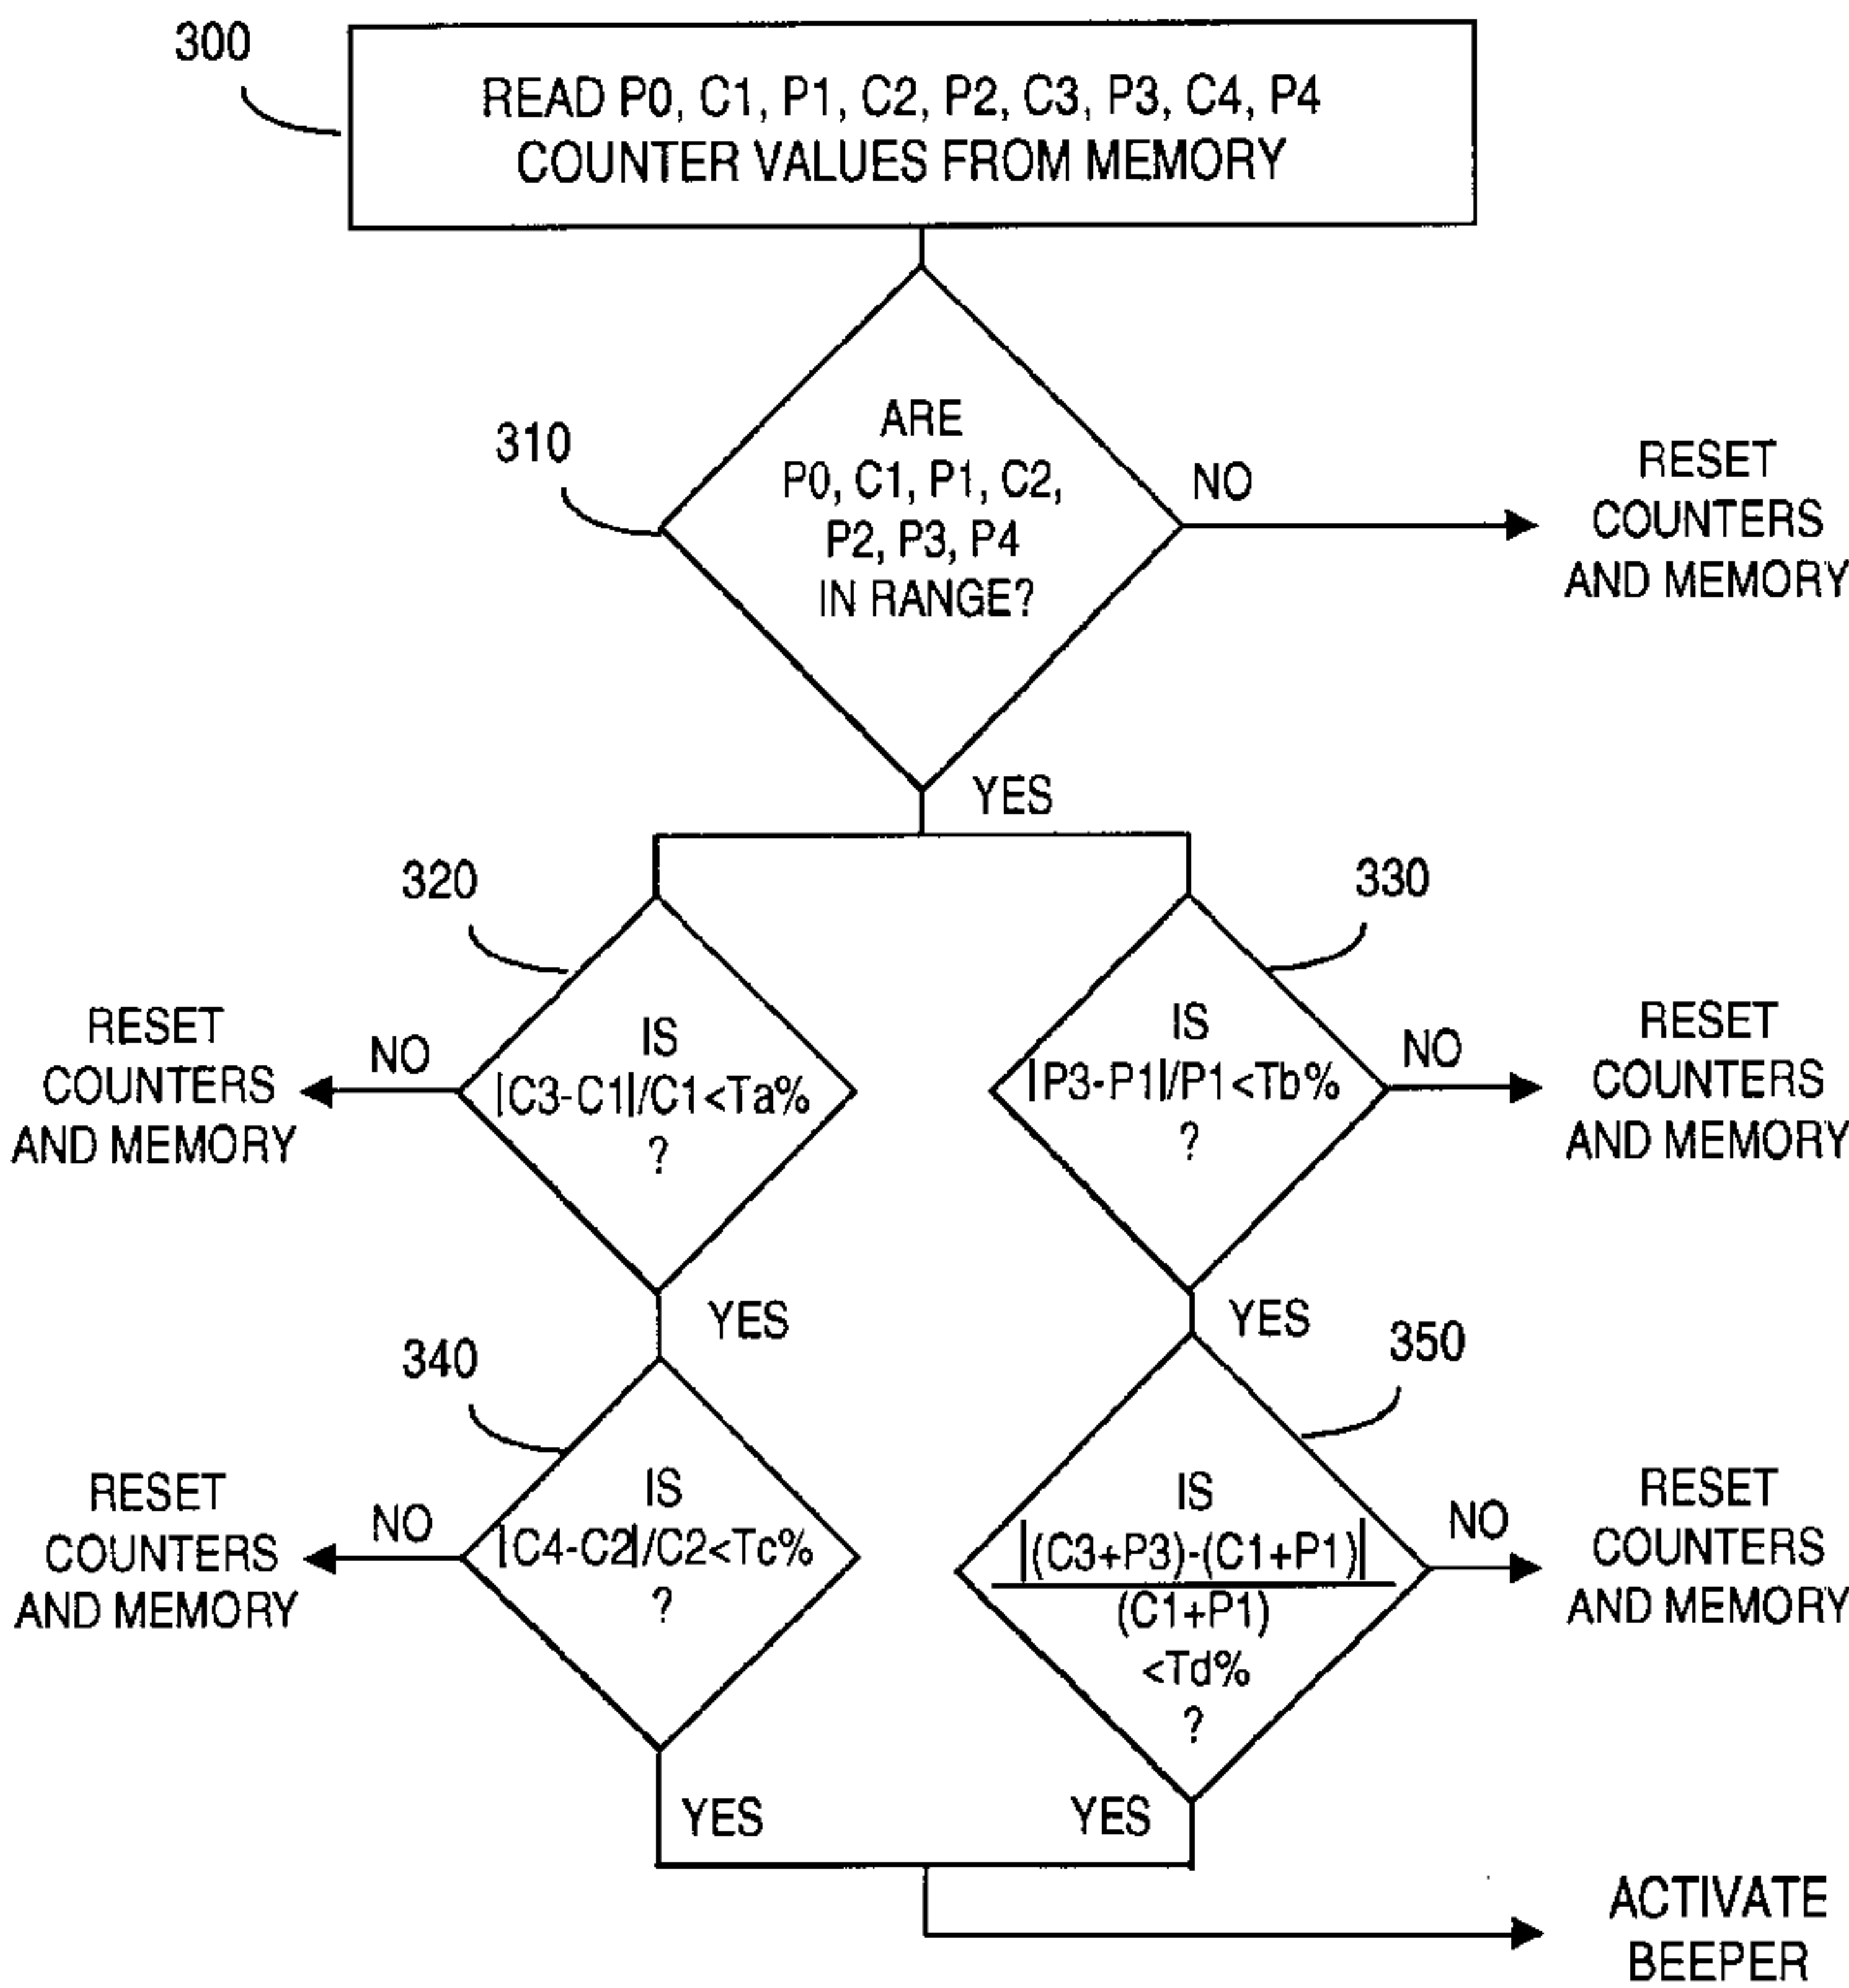 300
READ P0, C1, P1, C2, P2, C3, P3, C4, P4
COUNTER VALUES FROM MEMORY
310
ARE
P0, C1, P1, C2,
P2, P3, P4
IN RANGE?
NO
RESET
COUNTERS
AND MEMORY
YES
320
330
RESET
COUNTERS
AND MEMORY
NO
IS
|C3-C1|/C1<Ta%
?
IS
|P3-P1|/P1<Tb%
?
NO
RESET
COUNTERS
AND MEMORY
YES
YES
340
350
RESET
COUNTERS
AND MEMORY
NO
IS
|C4-C2|/C2<Tc%
?
IS
|(C3+P3)-(C1+P1)|
(C1+P1)
<Td%
?
NO
RESET
COUNTERS
AND MEMORY
YES
YES
ACTIVATE
BEEPER